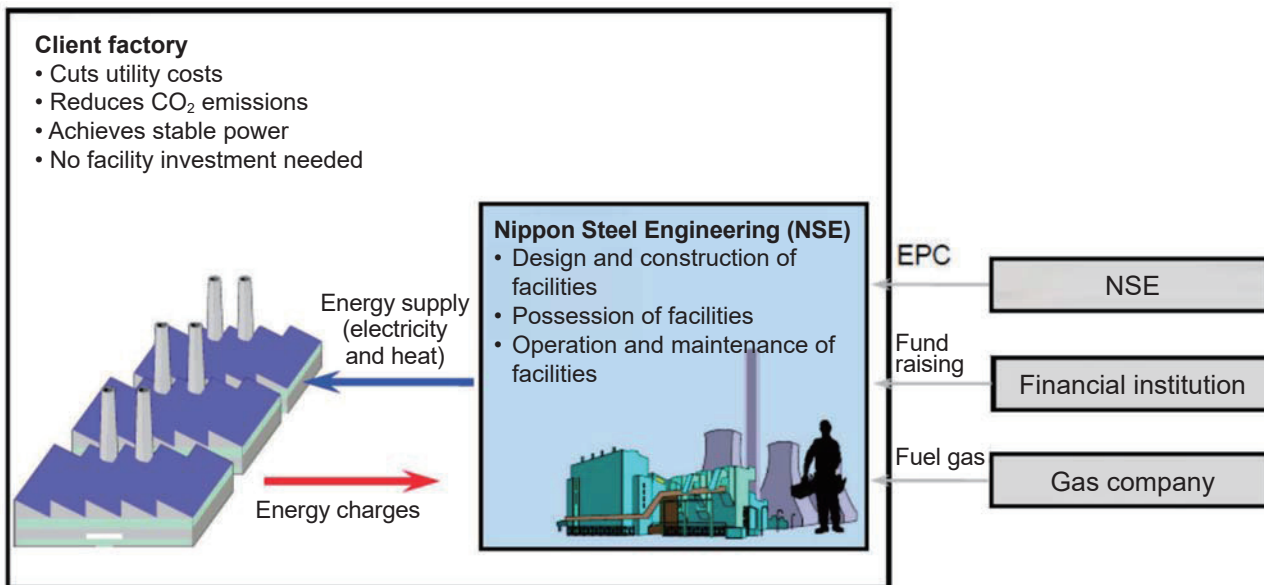 Client factory
• Cuts utility costs
• Reduces CO₂ emissions
• Achieves stable power
• No facility investment needed
Nippon Steel Engineering (NSE)
• Design and construction of
facilities
• Possession of facilities
• Operation and maintenance of
facilities
Energy supply
(electricity
and heat)
Energy charges
EPC
NSE
Fund
raising
Financial institution
Fuel gas
Gas company